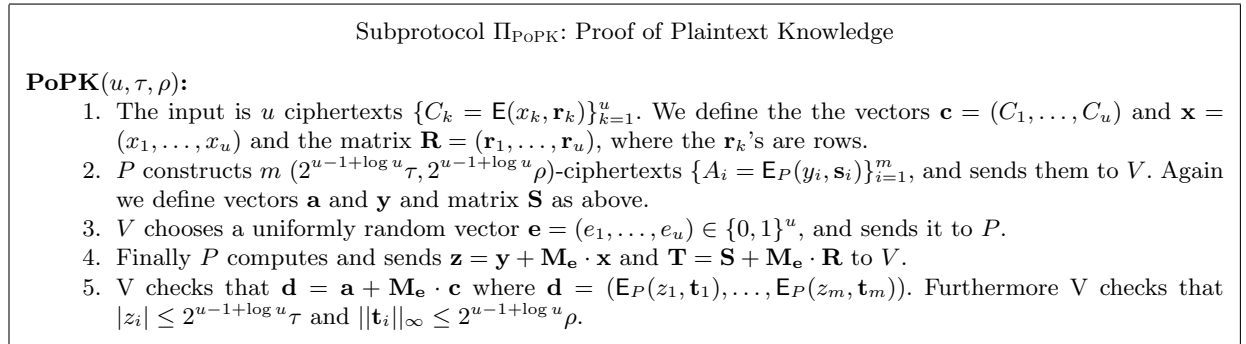 Subprotocol Π_PoPK: Proof of Plaintext Knowledge
PoPK(u, τ, ρ):
1. The input is u ciphertexts {C_k = E(x_k, r_k)}_{k=1}^u. We define the the vectors c = (C_1, . . . , C_u) and x =
(x_1, . . . , x_u) and the matrix R = (r_1, . . . , r_u), where the r_k's are rows.
2. P constructs m (2^{u−1+log u}τ, 2^{u−1+log u}ρ)-ciphertexts {A_i = E_P(y_i, s_i)}_{i=1}^m, and sends them to V. Again
we define vectors a and y and matrix S as above.
3. V chooses a uniformly random vector e = (e_1, . . . , e_u) ∈ {0, 1}^u, and sends it to P.
4. Finally P computes and sends z = y + M_e · x and T = S + M_e · R to V.
5. V checks that d = a + M_e · c where d = (E_P(z_1, t_1), . . . , E_P(z_m, t_m)). Furthermore V checks that
|z_i| ≤ 2^{u−1+log u}τ and ||t_i||_∞ ≤ 2^{u−1+log u}ρ.